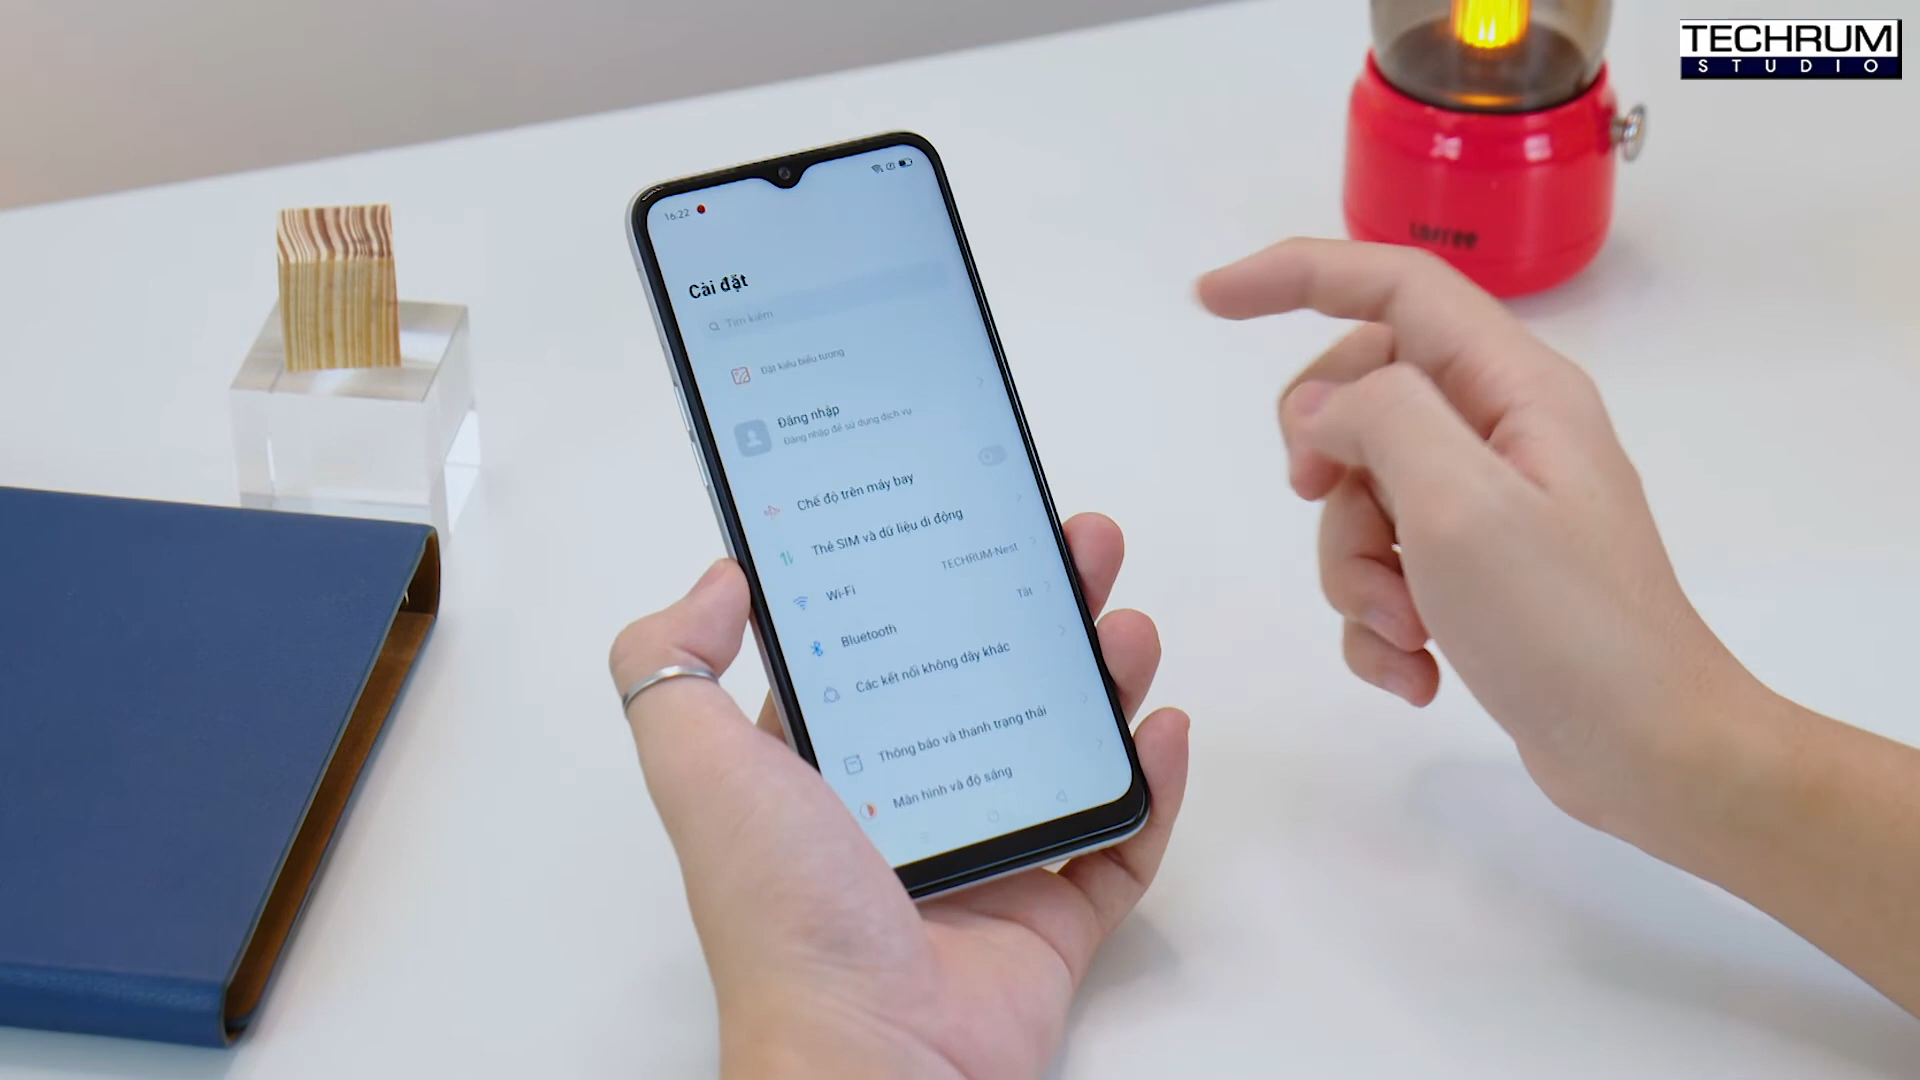 TECHRUM
STUDIO
16:22
Cài đặt
Tìm kiếm
Đặt kiểu biểu tượng
Đăng nhập
Đăng nhập để sử dụng dịch vụ
Chế độ trên máy bay
Thẻ SIM và dữ liệu di động
Wi-Fi TECHRUM-Nest
Bluetooth Tắt
Các kết nối không dây khác
Thông báo và thanh trạng thái
Màn hình và độ sáng